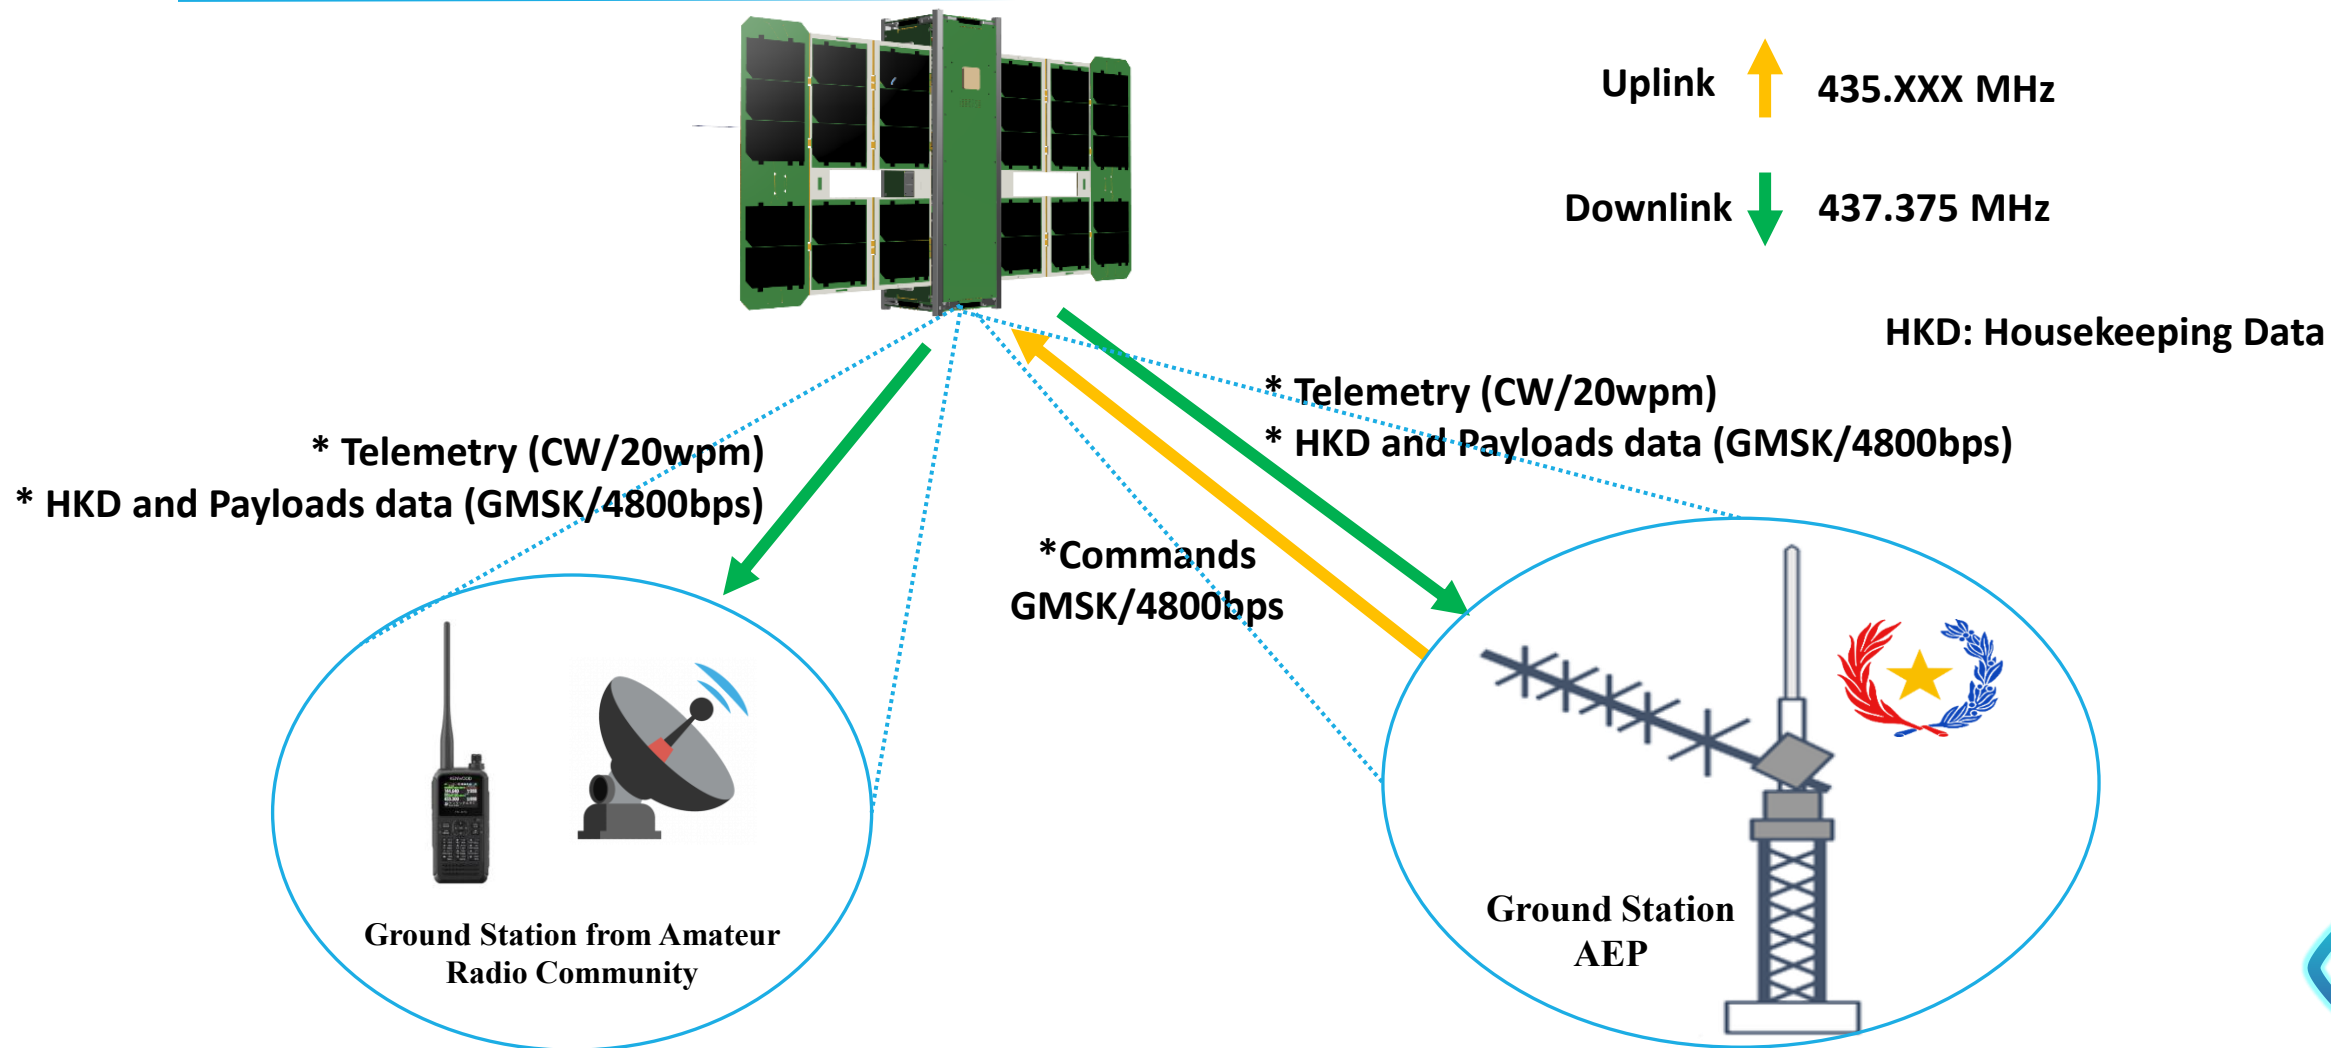 Uplink
435.XXX MHz
Downlink
437.375 MHz
HKD: Housekeeping Data
* Telemetry (CW/20wpm)
* HKD and Payloads data (GMSK/4800bps)
* Telemetry (CW/20wpm)
* HKD and Payloads data (GMSK/4800bps)
*Commands
GMSK/4800bps
KENWOOD
Ground Station from Amateur
Radio Community
Ground Station
AEP